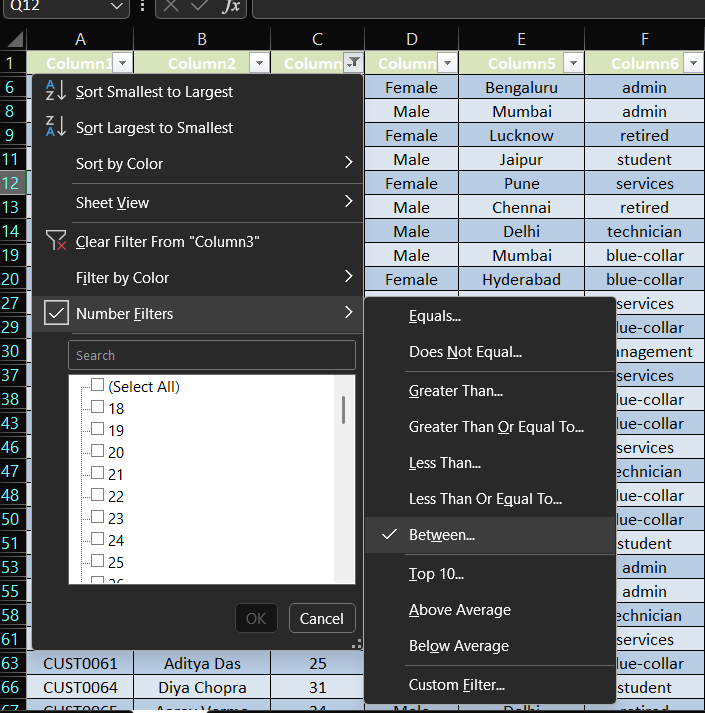 Q12 fx
A B C D E F
1 Column1 Column2 Column Column Column5 Column6
6 Female Bengaluru admin
8 Male Mumbai admin
9 Female Lucknow retired
11 Male Jaipur student
12 Female Pune services
13 Male Chennai retired
14 Male Delhi technician
19 Male Mumbai blue-collar
20 Female Hyderabad blue-collar
27 services
29 lue-collar
30 anagement
37 services
38 lue-collar
43 lue-collar
46 services
47 echnician
48 lue-collar
50 lue-collar
51 student
53 admin
55 admin
58 echnician
61 services
63 CUST0061 Aditya Das 25 lue-collar
66 CUST0064 Diya Chopra 31 student
67 CUST0065 Aarav Verma 24 Male Delhi retired
Sort Smallest to Largest
Sort Largest to Smallest
Sort by Color
Sheet View
Clear Filter From "Column3"
Filter by Color
Number Filters
Search
(Select All)
18
19
20
21
22
23
24
25
26
OK Cancel
Equals...
Does Not Equal...
Greater Than...
Greater Than Or Equal To...
Less Than...
Less Than Or Equal To...
Between...
Top 10...
Above Average
Below Average
Custom Filter...